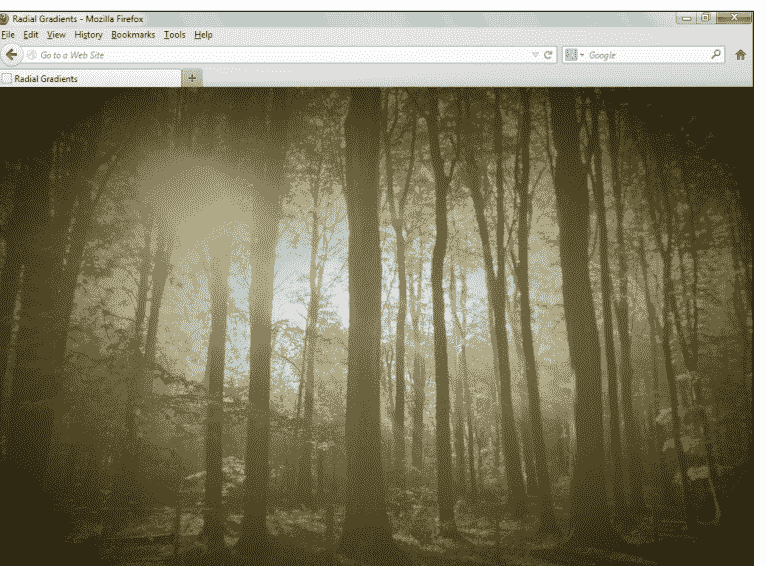 Radial Gradients - Mozilla Firefox
File Edit View History Bookmarks Tools Help
Go to a Web Site Google
Radial Gradients +